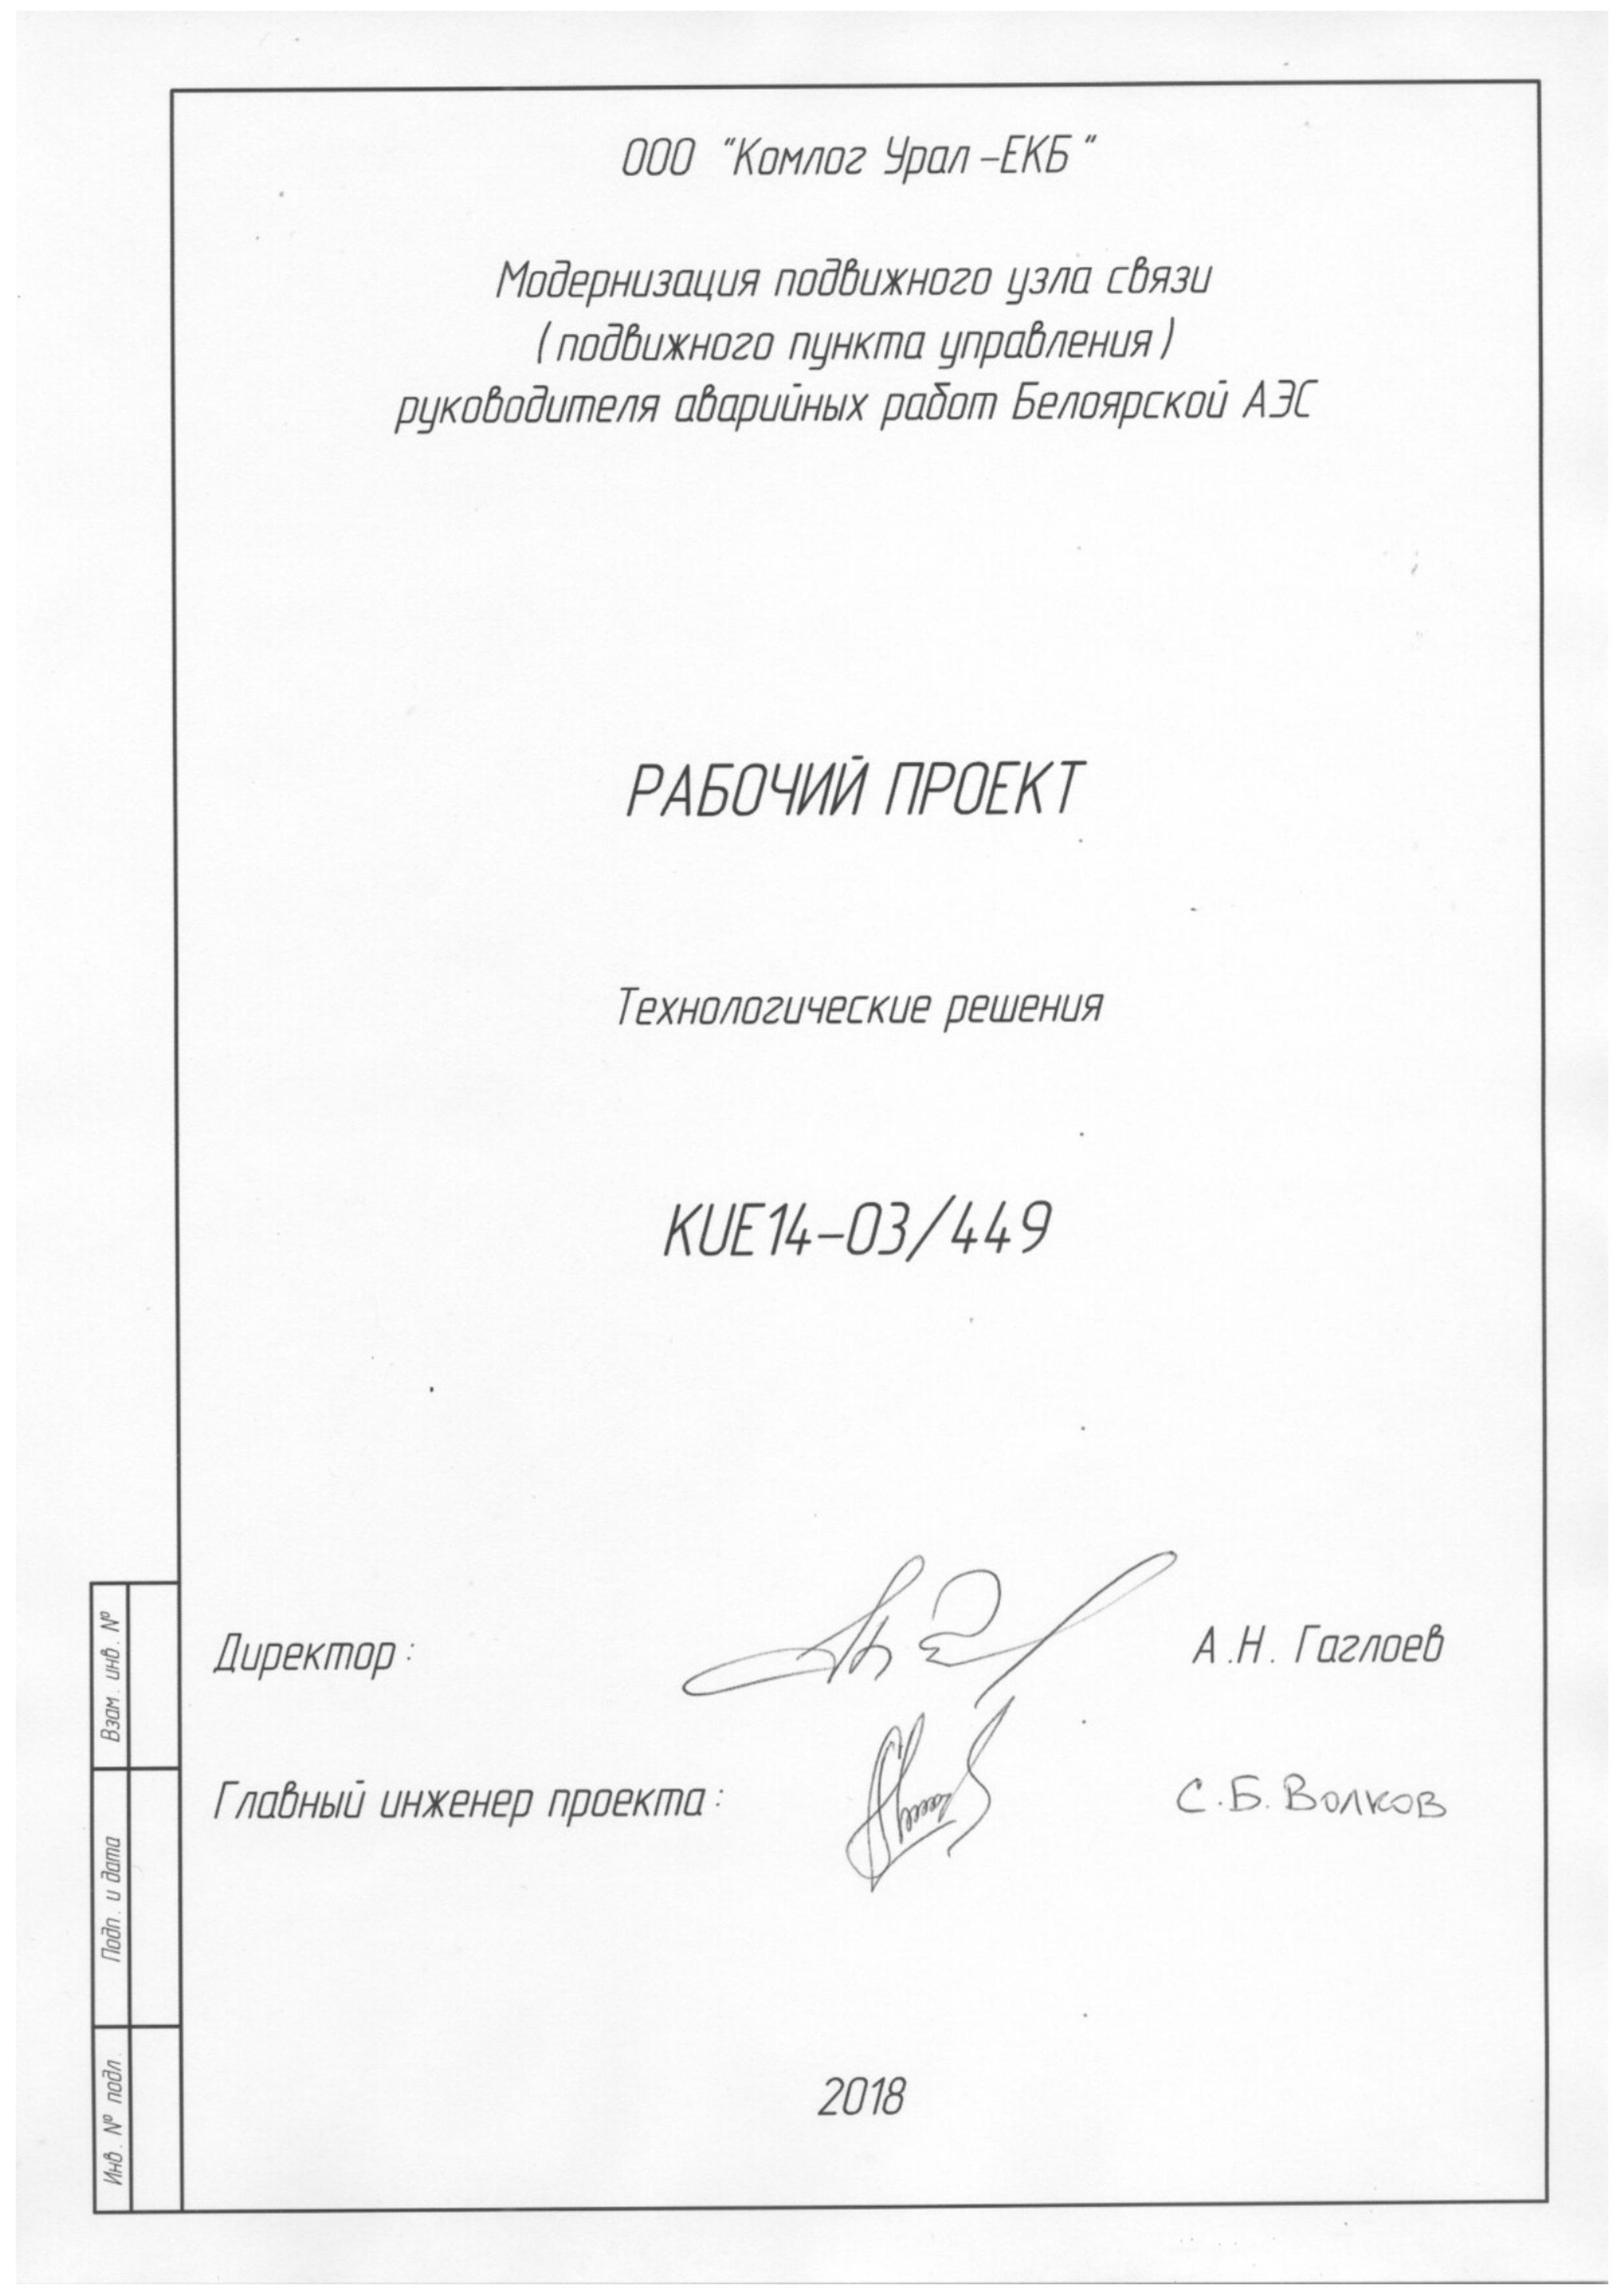 ООО "Комлог Урал-ЕКБ"
Модернизация подвижного узла связи
(подвижного пункта управления)
руководителя аварийных работ Белоярской АЭС
РАБОЧИЙ ПРОЕКТ
Технологические решения
KUE14-03/449
Директор:
А.Н. Гаглоев
Главный инженер проекта:
С.Б. Волков
Взам. инв. №
Подп. и дата
Инв. № подл.
2018